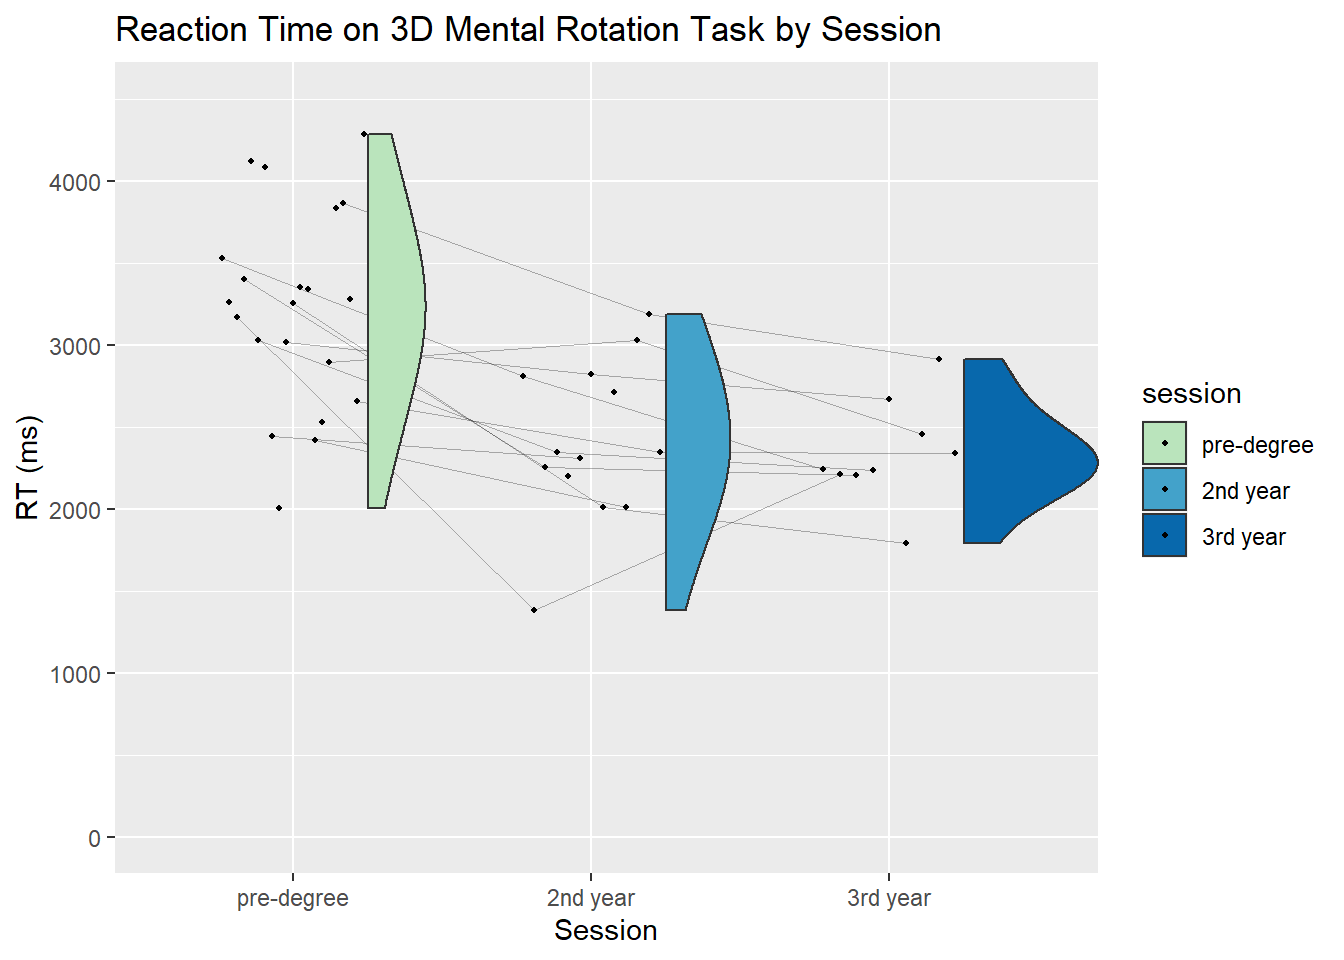 Reaction Time on 3D Mental Rotation Task by Session
RT (ms)
4000
3000
2000
1000
0
pre-degree
2nd year
3rd year
Session
session
pre-degree
2nd year
3rd year